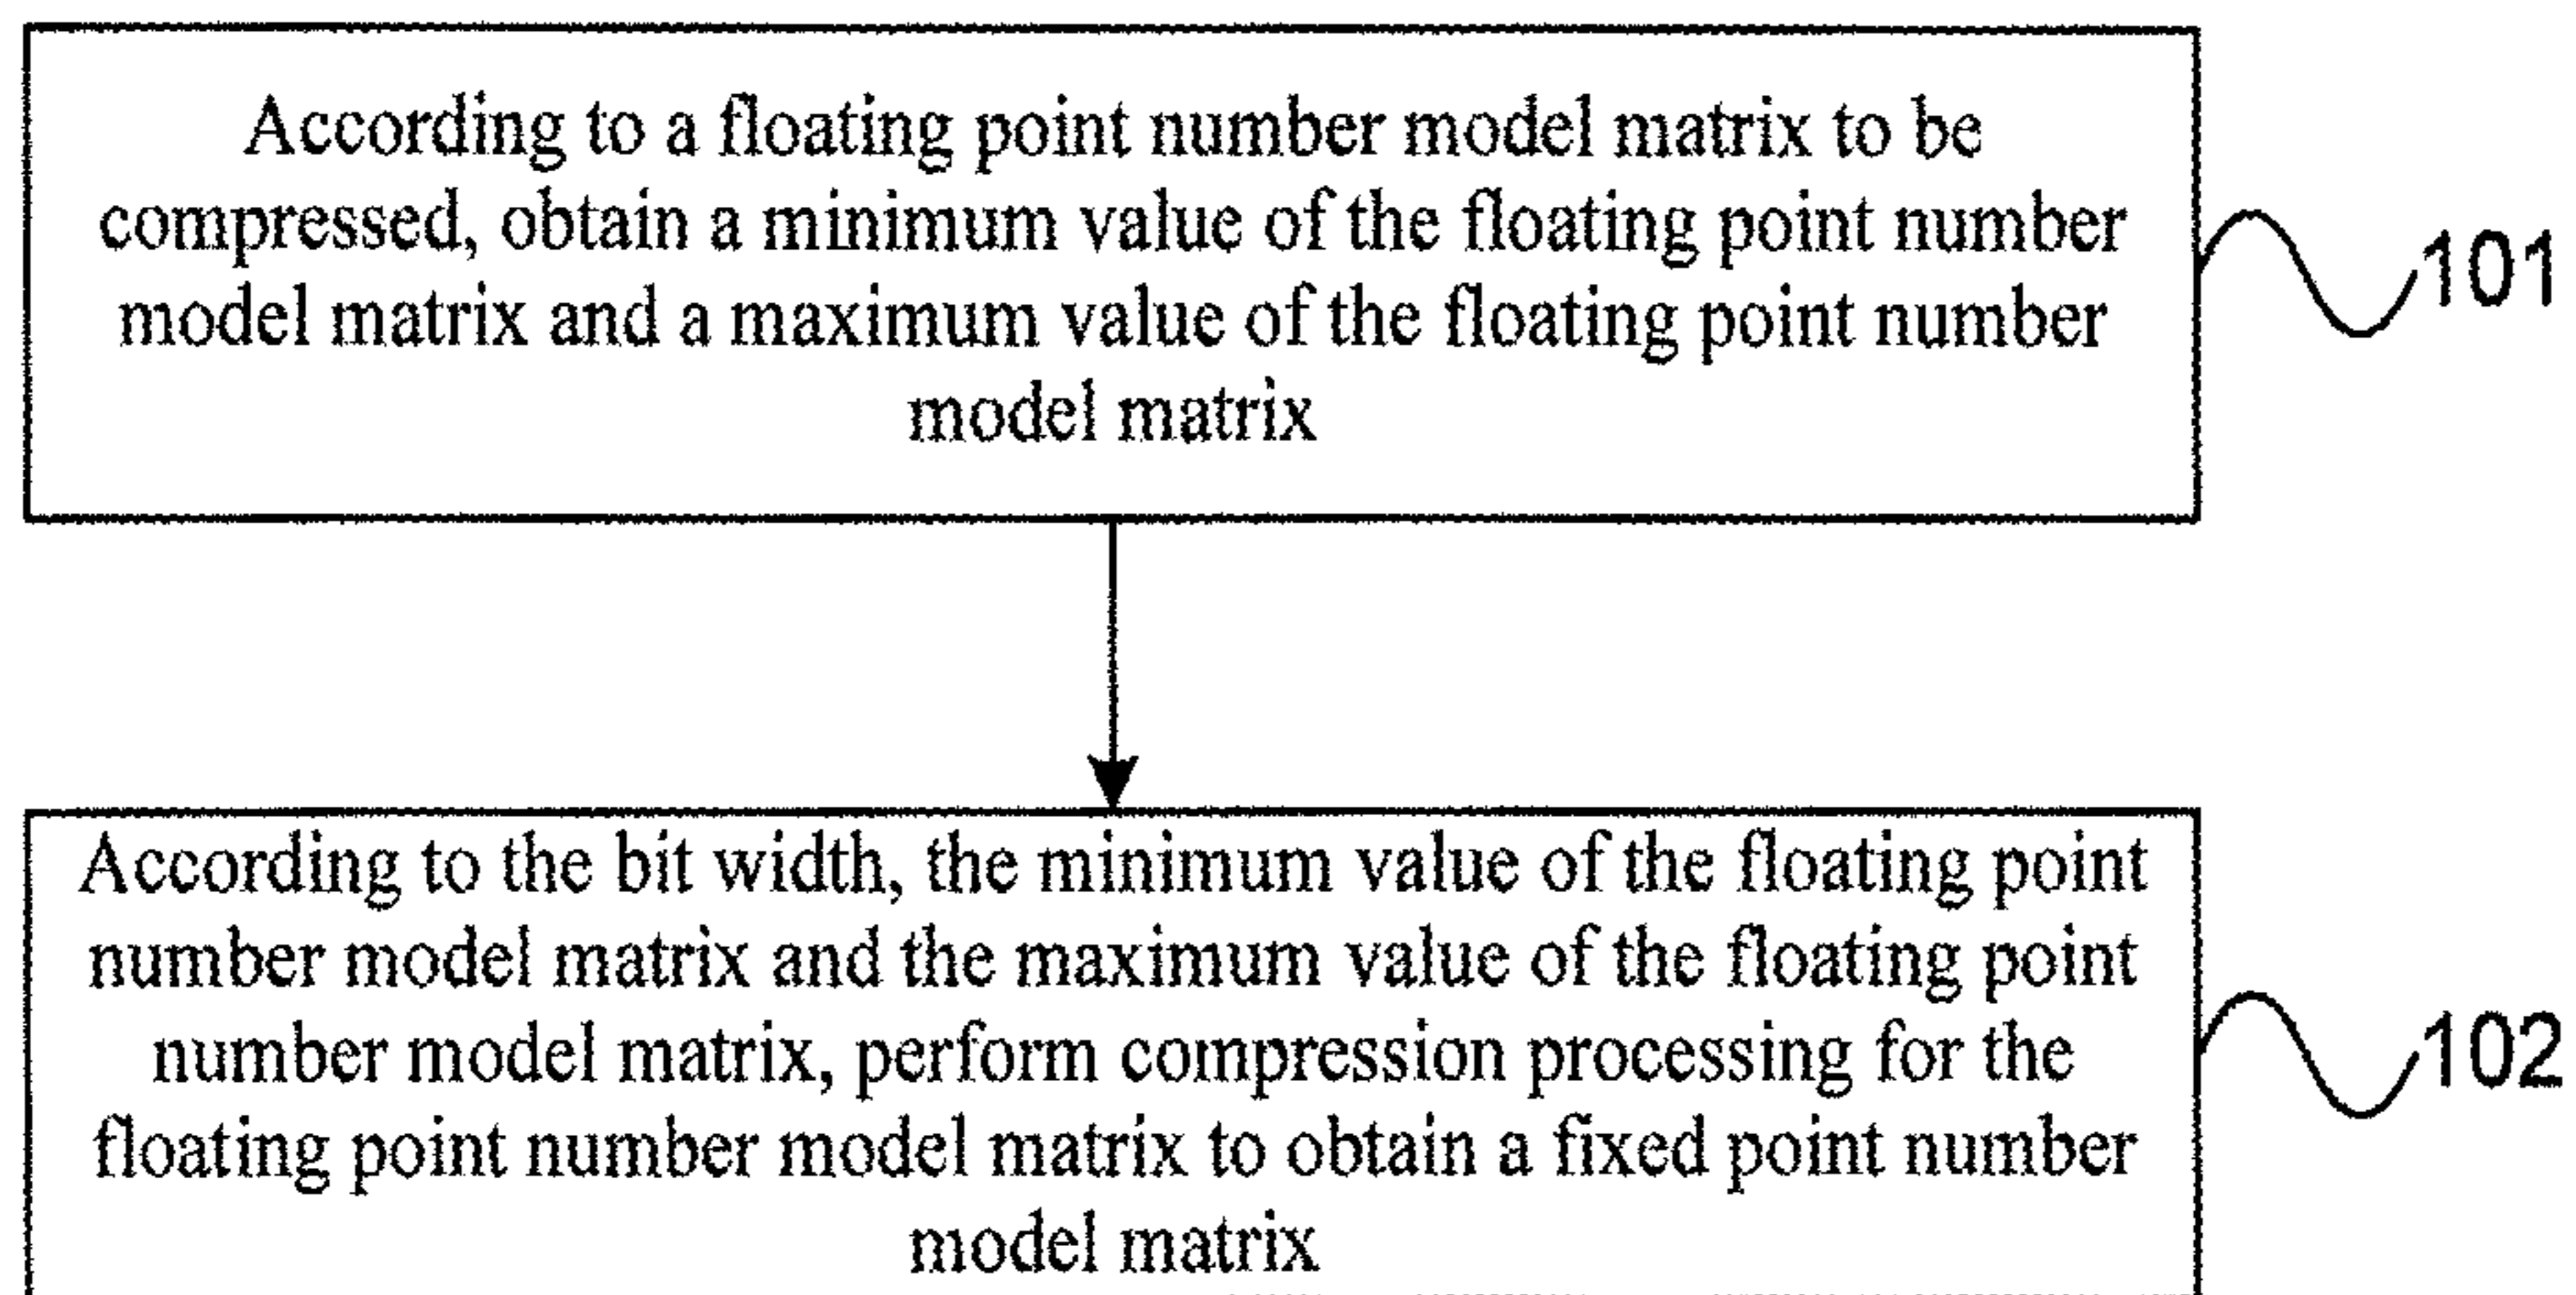 According to a floating point number model matrix to be
compressed, obtain a minimum value of the floating point number
model matrix and a maximum value of the floating point number
model matrix
101
According to the bit width, the minimum value of the floating point
number model matrix and the maximum value of the floating point
number model matrix, perform compression processing for the
floating point number model matrix to obtain a fixed point number
model matrix
102